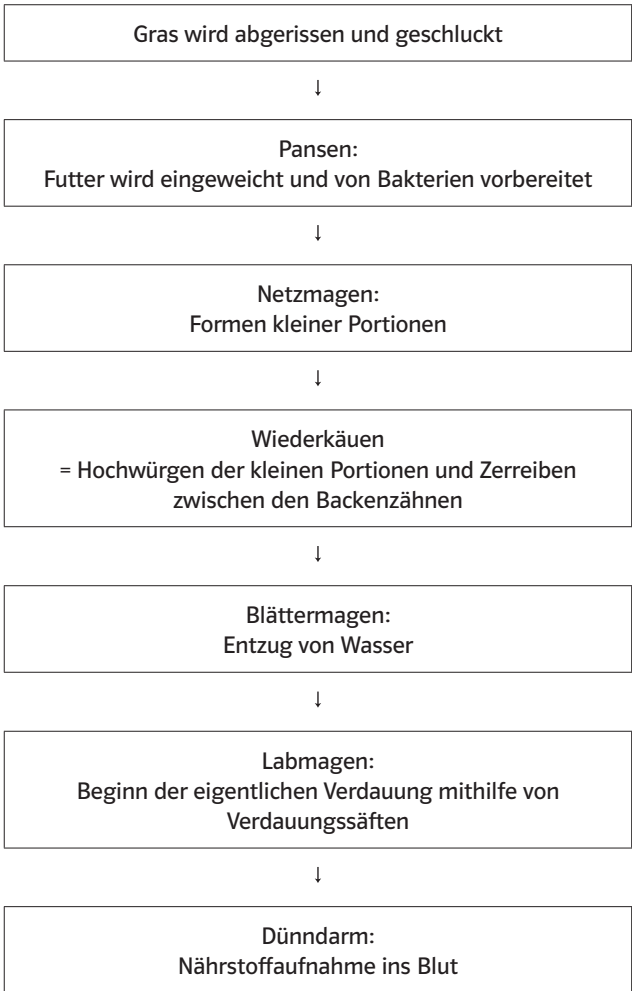 Gras wird abgerissen und geschluckt
↓
Pansen:
Futter wird eingeweicht und von Bakterien vorbereitet
↓
Netzmagen:
Formen kleiner Portionen
↓
Wiederkäuen
= Hochwürgen der kleinen Portionen und Zerreiben
zwischen den Backenzähnen
↓
Blättermagen:
Entzug von Wasser
↓
Labmagen:
Beginn der eigentlichen Verdauung mithilfe von
Verdauungssäften
↓
Dünndarm:
Nährstoffaufnahme ins Blut